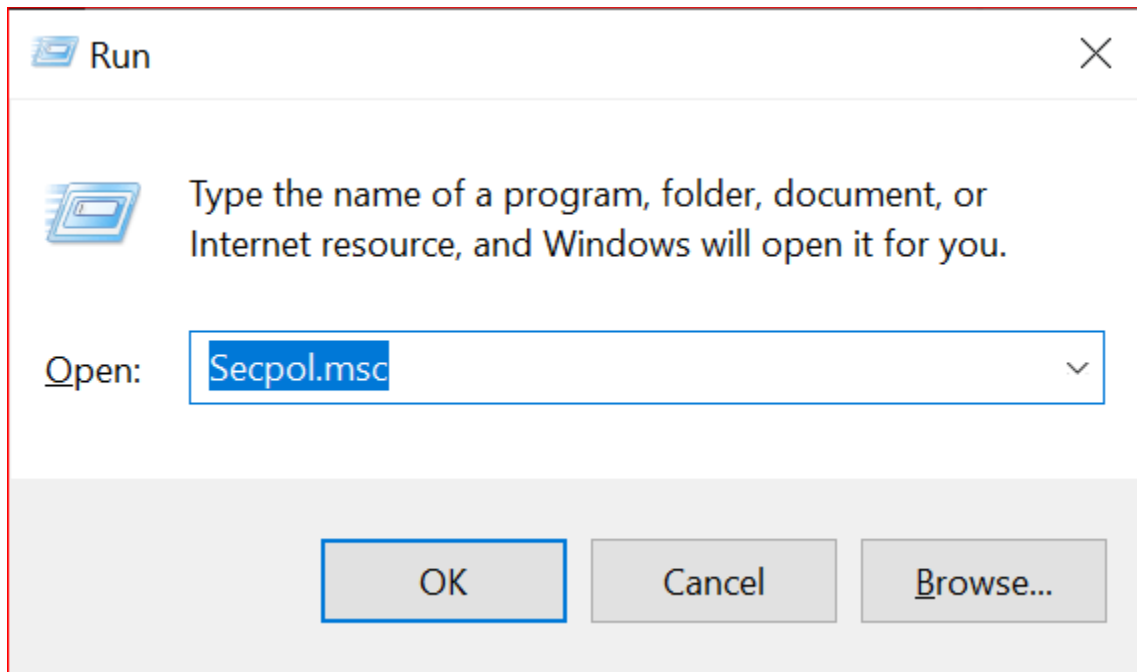 Run
Type the name of a program, folder, document, or
Internet resource, and Windows will open it for you.
Open: Secpol.msc
OK Cancel Browse...